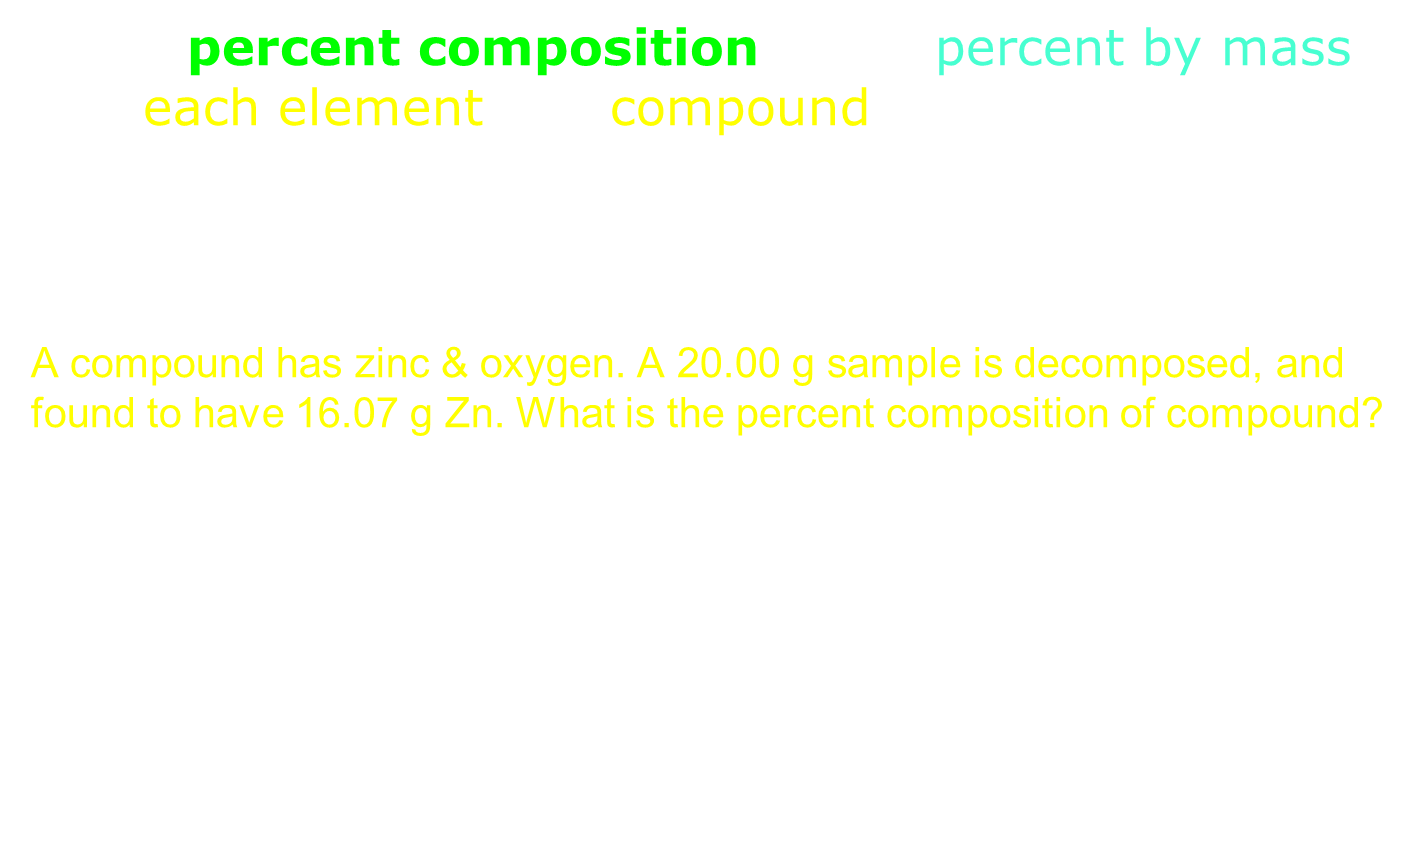 percent composition percent by mass
each element compound
A compound has zinc & oxygen. A 20.00 g sample is decomposed, and
found to have 16.07 g Zn. What is the percent composition of compound?